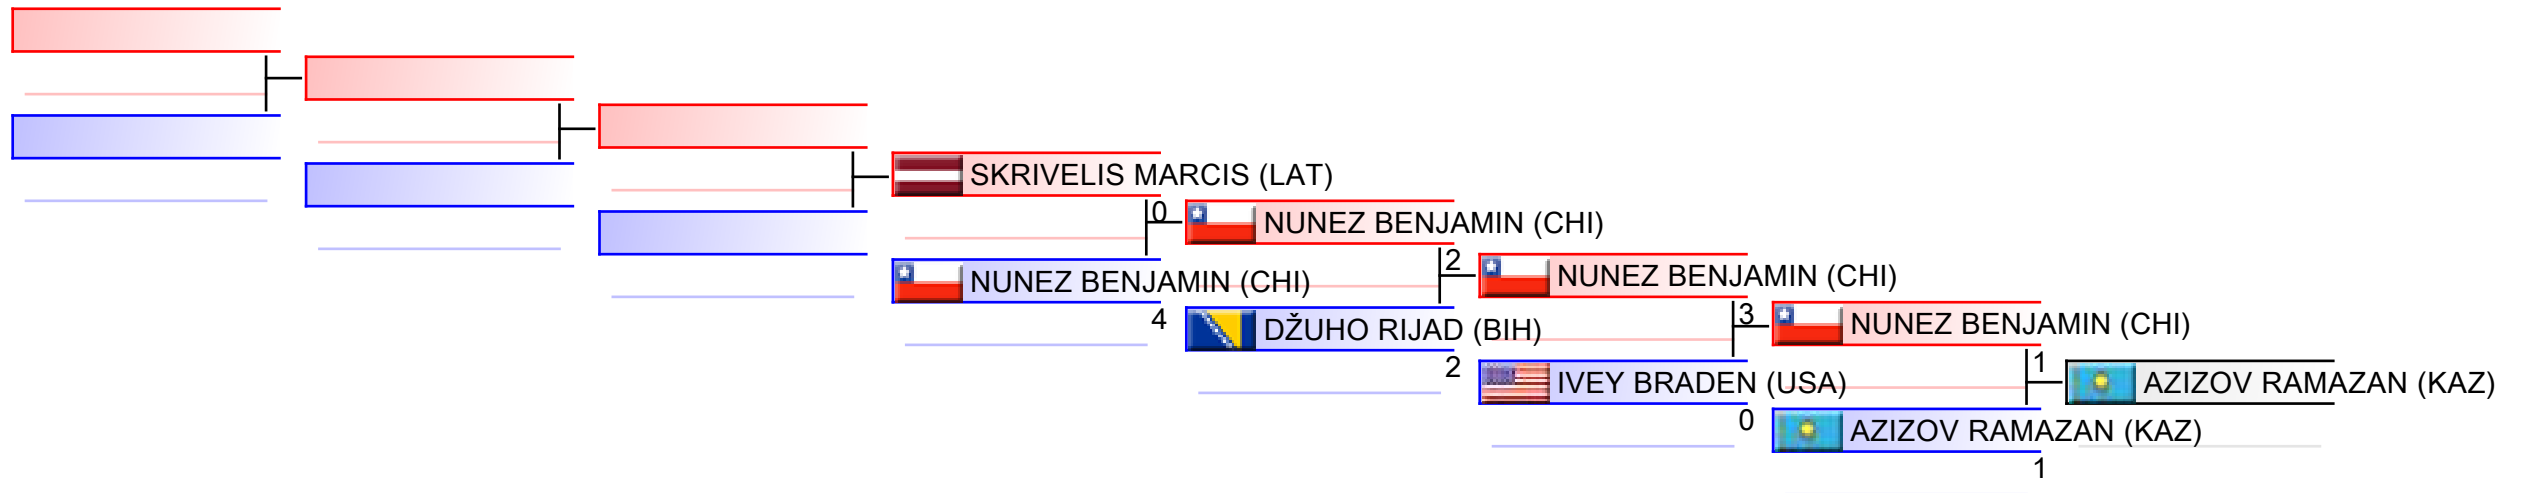 SKRIVELIS MARCIS (LAT)
0
NUNEZ BENJAMIN (CHI)
4
NUNEZ BENJAMIN (CHI)
2
DŽUHO RIJAD (BIH)
2
NUNEZ BENJAMIN (CHI)
3
IVEY BRADEN (USA)
0
NUNEZ BENJAMIN (CHI)
1
AZIZOV RAMAZAN (KAZ)
1
AZIZOV RAMAZAN (KAZ)